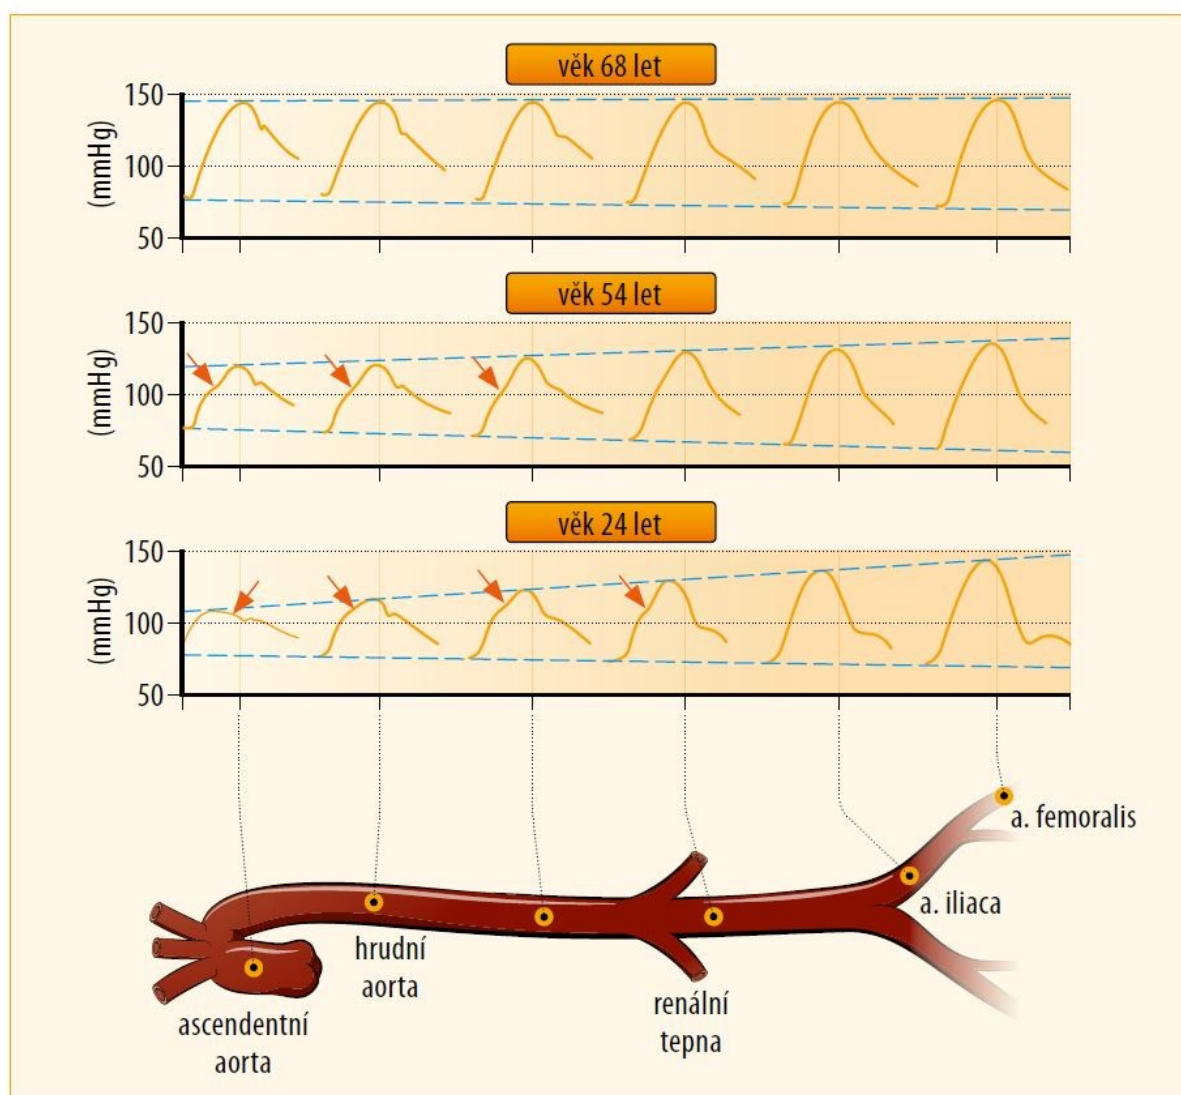 věk 68 let
150
100
50
(mmHg)
věk 54 let
150
100
50
(mmHg)
věk 24 let
150
100
50
(mmHg)
a. femoralis
a. iliaca
hrudní
aorta
renální
tepna
ascendentní
aorta